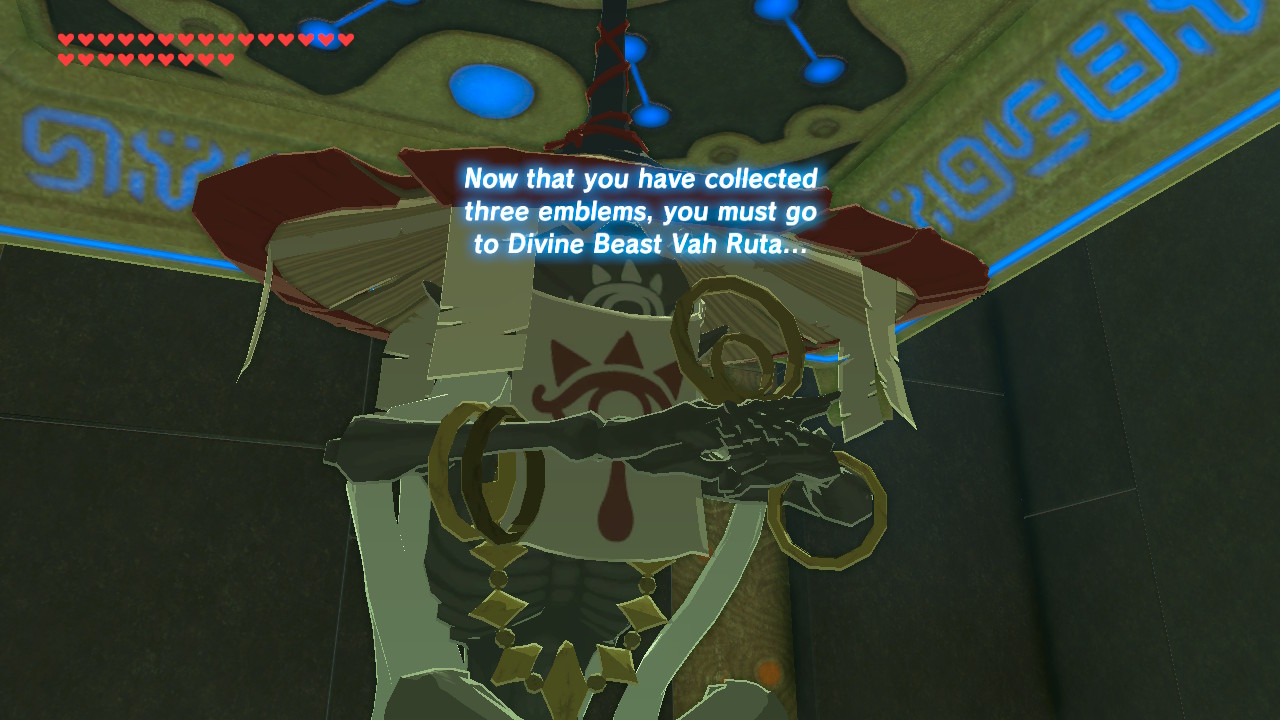 Now that you have collected
three emblems, you must go
to Divine Beast Vah Ruta...